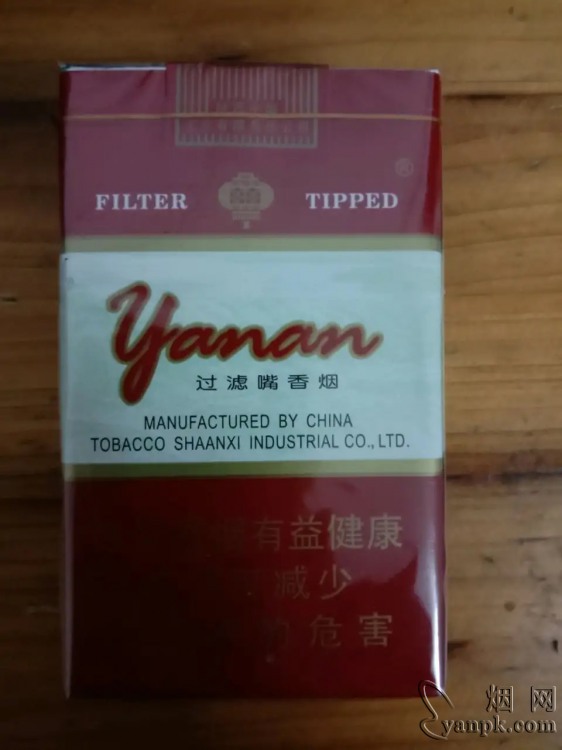 FILTER TIPPED
®
Yanan
过滤嘴香烟
MANUFACTURED BY CHINA
TOBACCO SHAANXI INDUSTRIAL CO., LTD.
有益健康
减少
危害
烟网
yanpk.com